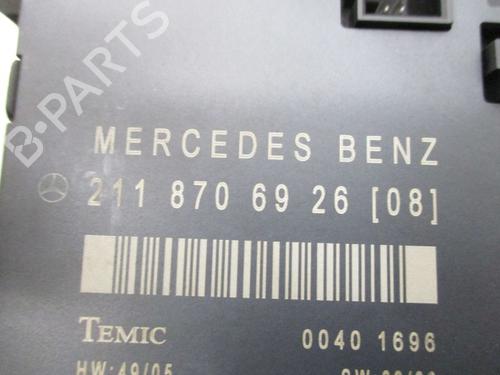 B-PARTS
MERCEDES BENZ
211 870 69 26 [08]
TEMIC 0040 1696
HW:49/05